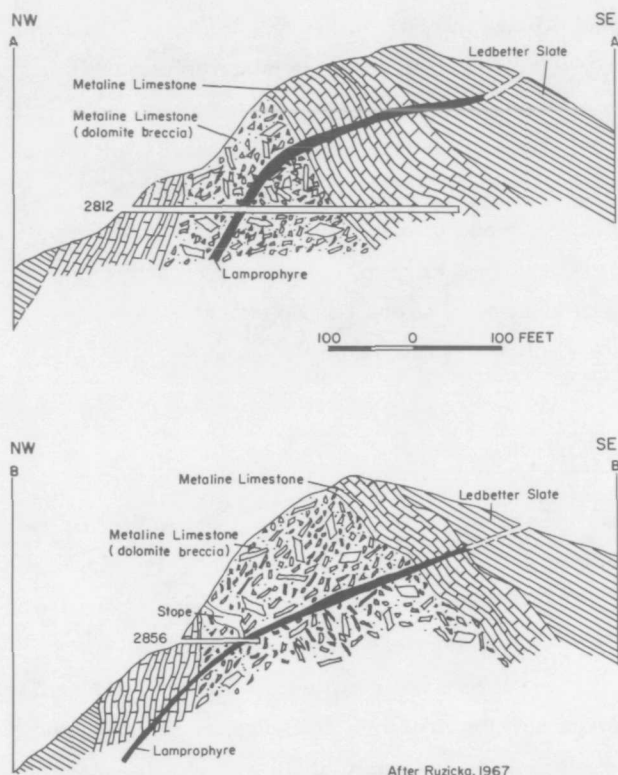 NW
SE
A
A
Ledbetter Slate
Metaline Limestone
Metaline Limestone
(dolomite breccia)
2812
Lamprophyre
100
0
100 FEET
NW
SE
B
B
Metaline Limestone
Ledbetter Slate
Metaline Limestone
(dolomite breccia)
Stope
2856
Lamprophyre
After Ruzicka, 1967